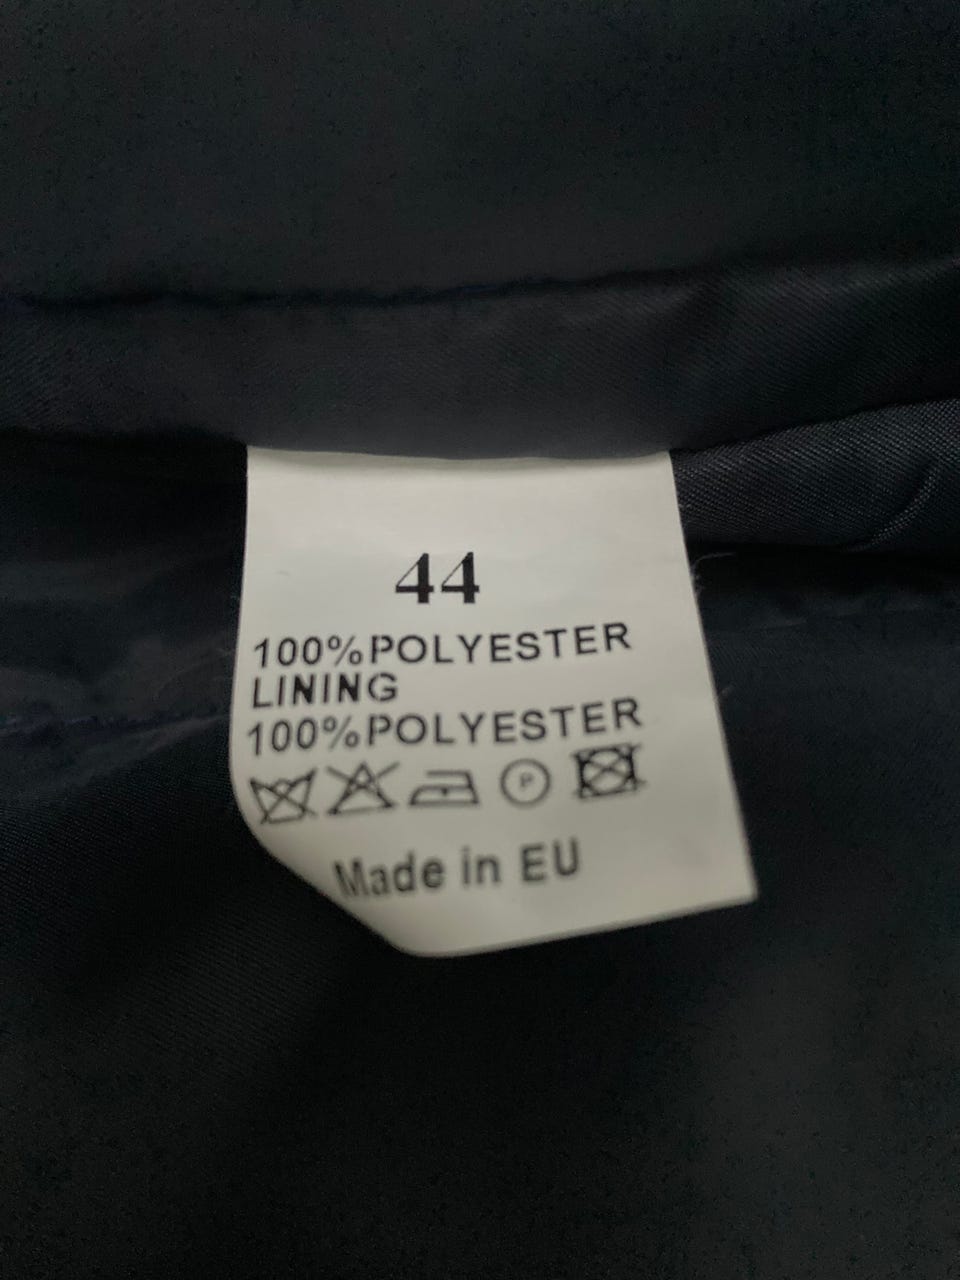 44
100%POLYESTER
LINING
100%POLYESTER
P
Made in EU